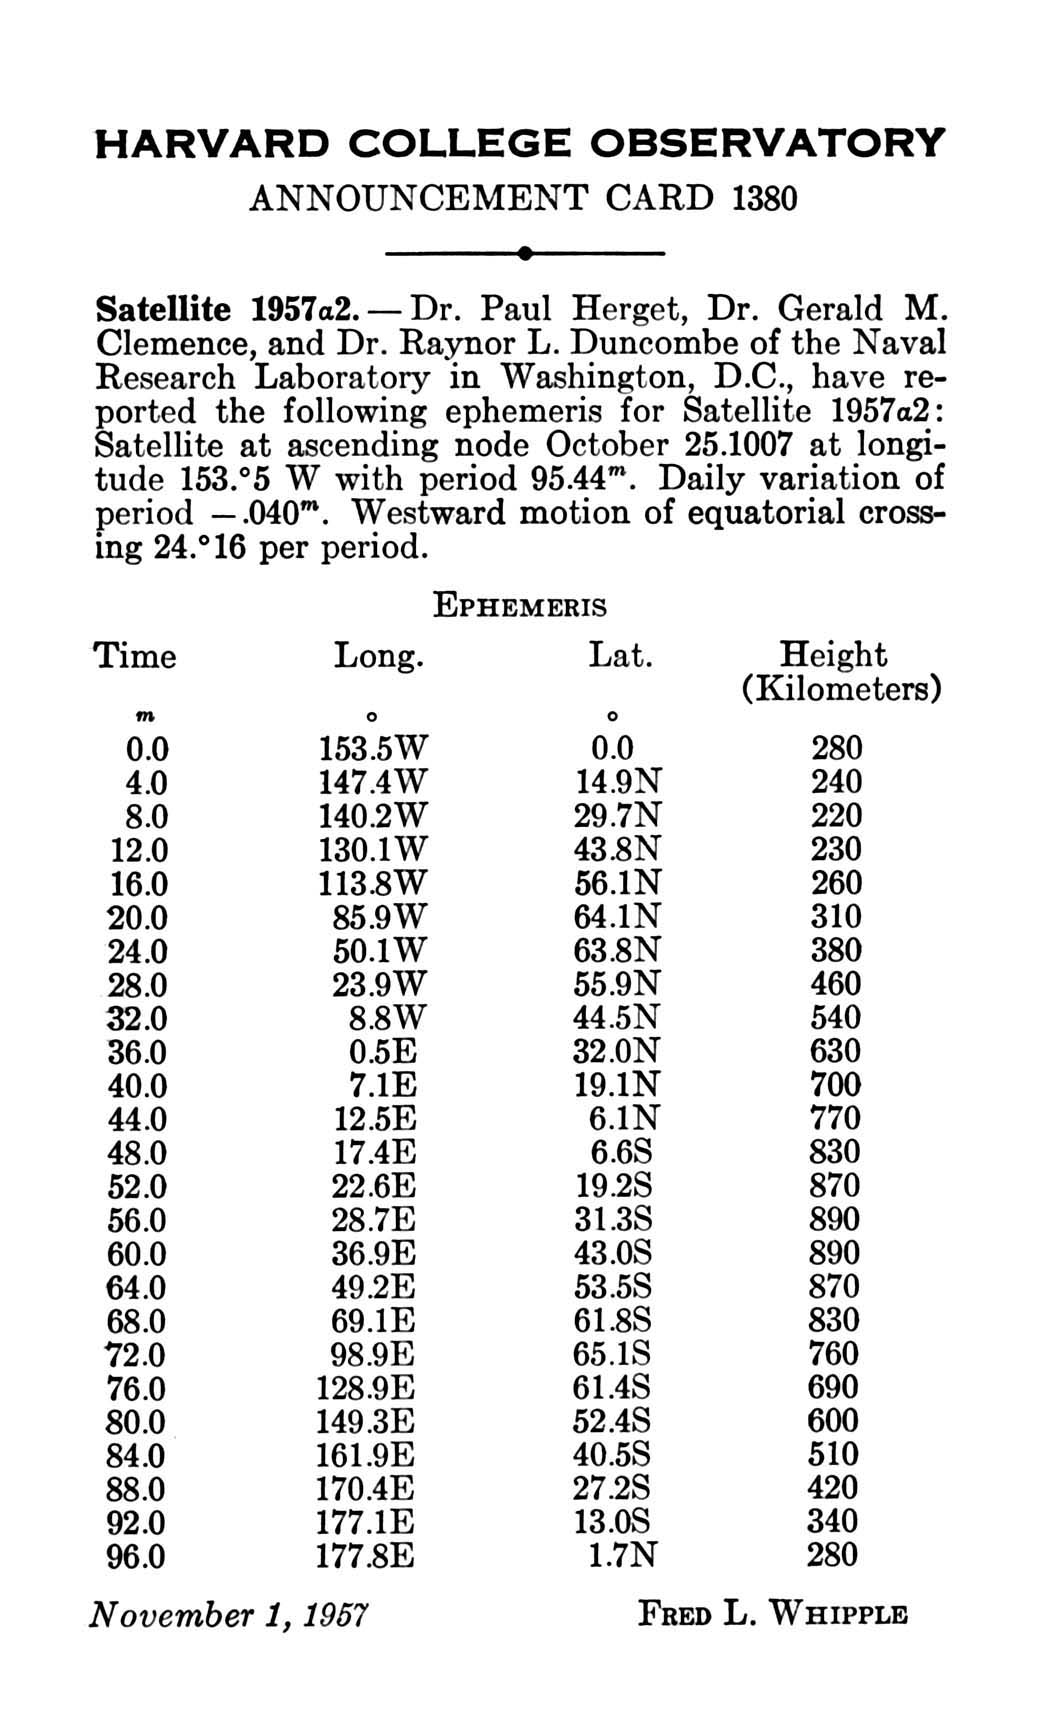 HARVARD COLLEGE OBSERVATORY
ANNOUNCEMENT CARD 1380
Satellite 1957α2. — Dr. Paul Herget, Dr. Gerald M.
Clemence, and Dr. Raynor L. Duncombe of the Naval
Research Laboratory in Washington, D.C., have re-
ported the following ephemeris for Satellite 1957α2:
Satellite at ascending node October 25.1007 at longi-
tude 153.°5 W with period 95.44ᵐ. Daily variation of
period –.040ᵐ. Westward motion of equatorial cross-
ing 24.°16 per period.
EPHEMERIS
Time Long. Lat. Height
(Kilometers)
m o o
0.0 153.5W 0.0 280
4.0 147.4W 14.9N 240
8.0 140.2W 29.7N 220
12.0 130.1W 43.8N 230
16.0 113.8W 56.1N 260
20.0 85.9W 64.1N 310
24.0 50.1W 63.8N 380
28.0 23.9W 55.9N 460
32.0 8.8W 44.5N 540
36.0 0.5E 32.0N 630
40.0 7.1E 19.1N 700
44.0 12.5E 6.1N 770
48.0 17.4E 6.6S 830
52.0 22.6E 19.2S 870
56.0 28.7E 31.3S 890
60.0 36.9E 43.0S 890
64.0 49.2E 53.5S 870
68.0 69.1E 61.8S 830
72.0 98.9E 65.1S 760
76.0 128.9E 61.4S 690
80.0 149.3E 52.4S 600
84.0 161.9E 40.5S 510
88.0 170.4E 27.2S 420
92.0 177.1E 13.0S 340
96.0 177.8E 1.7N 280
November 1, 1957 FRED L. WHIPPLE